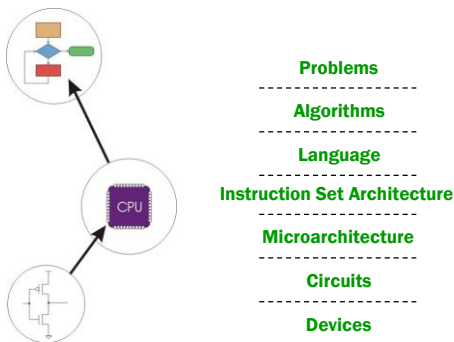 CPU
Problems
Algorithms
Language
Instruction Set Architecture
Microarchitecture
Circuits
Devices